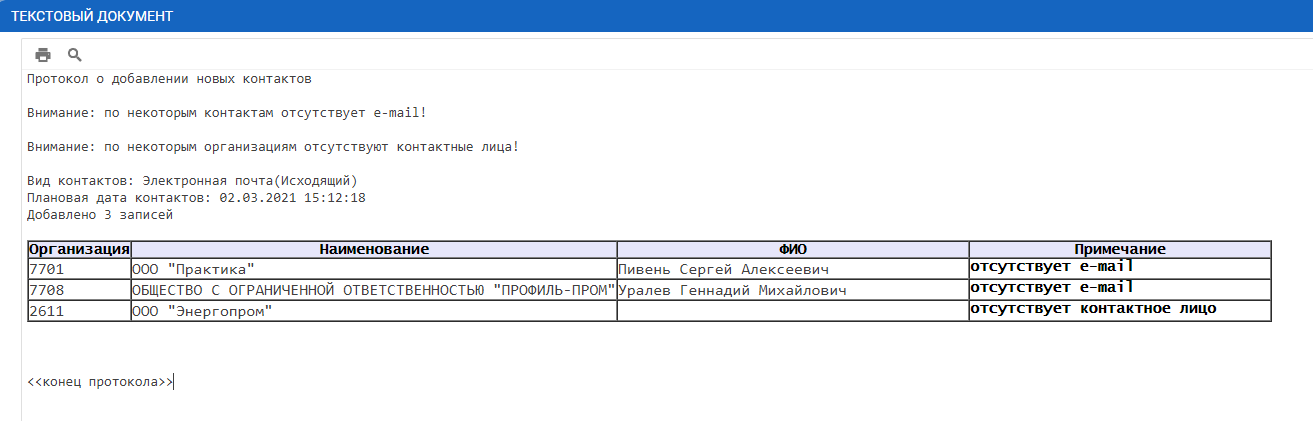 ТЕКСТОВЫЙ ДОКУМЕНТ
Протокол о добавлении новых контактов
Внимание: по некоторым контактам отсутствует e-mail!
Внимание: по некоторым организациям отсутствуют контактные лица!
Вид контактов: Электронная почта(Исходящий)
Плановая дата контактов: 02.03.2021 15:12:18
Добавлено 3 записей
Организация Наименование ФИО Примечание
7701 ООО "Практика" Пивень Сергей Алексеевич отсутствует e-mail
7708 ОБЩЕСТВО С ОГРАНИЧЕННОЙ ОТВЕТСТВЕННОСТЬЮ "ПРОФИЛЬ-ПРОМ" Уралев Геннадий Михайлович отсутствует e-mail
2611 ООО "Энергопром" отсутствует контактное лицо
<<конец протокола>>